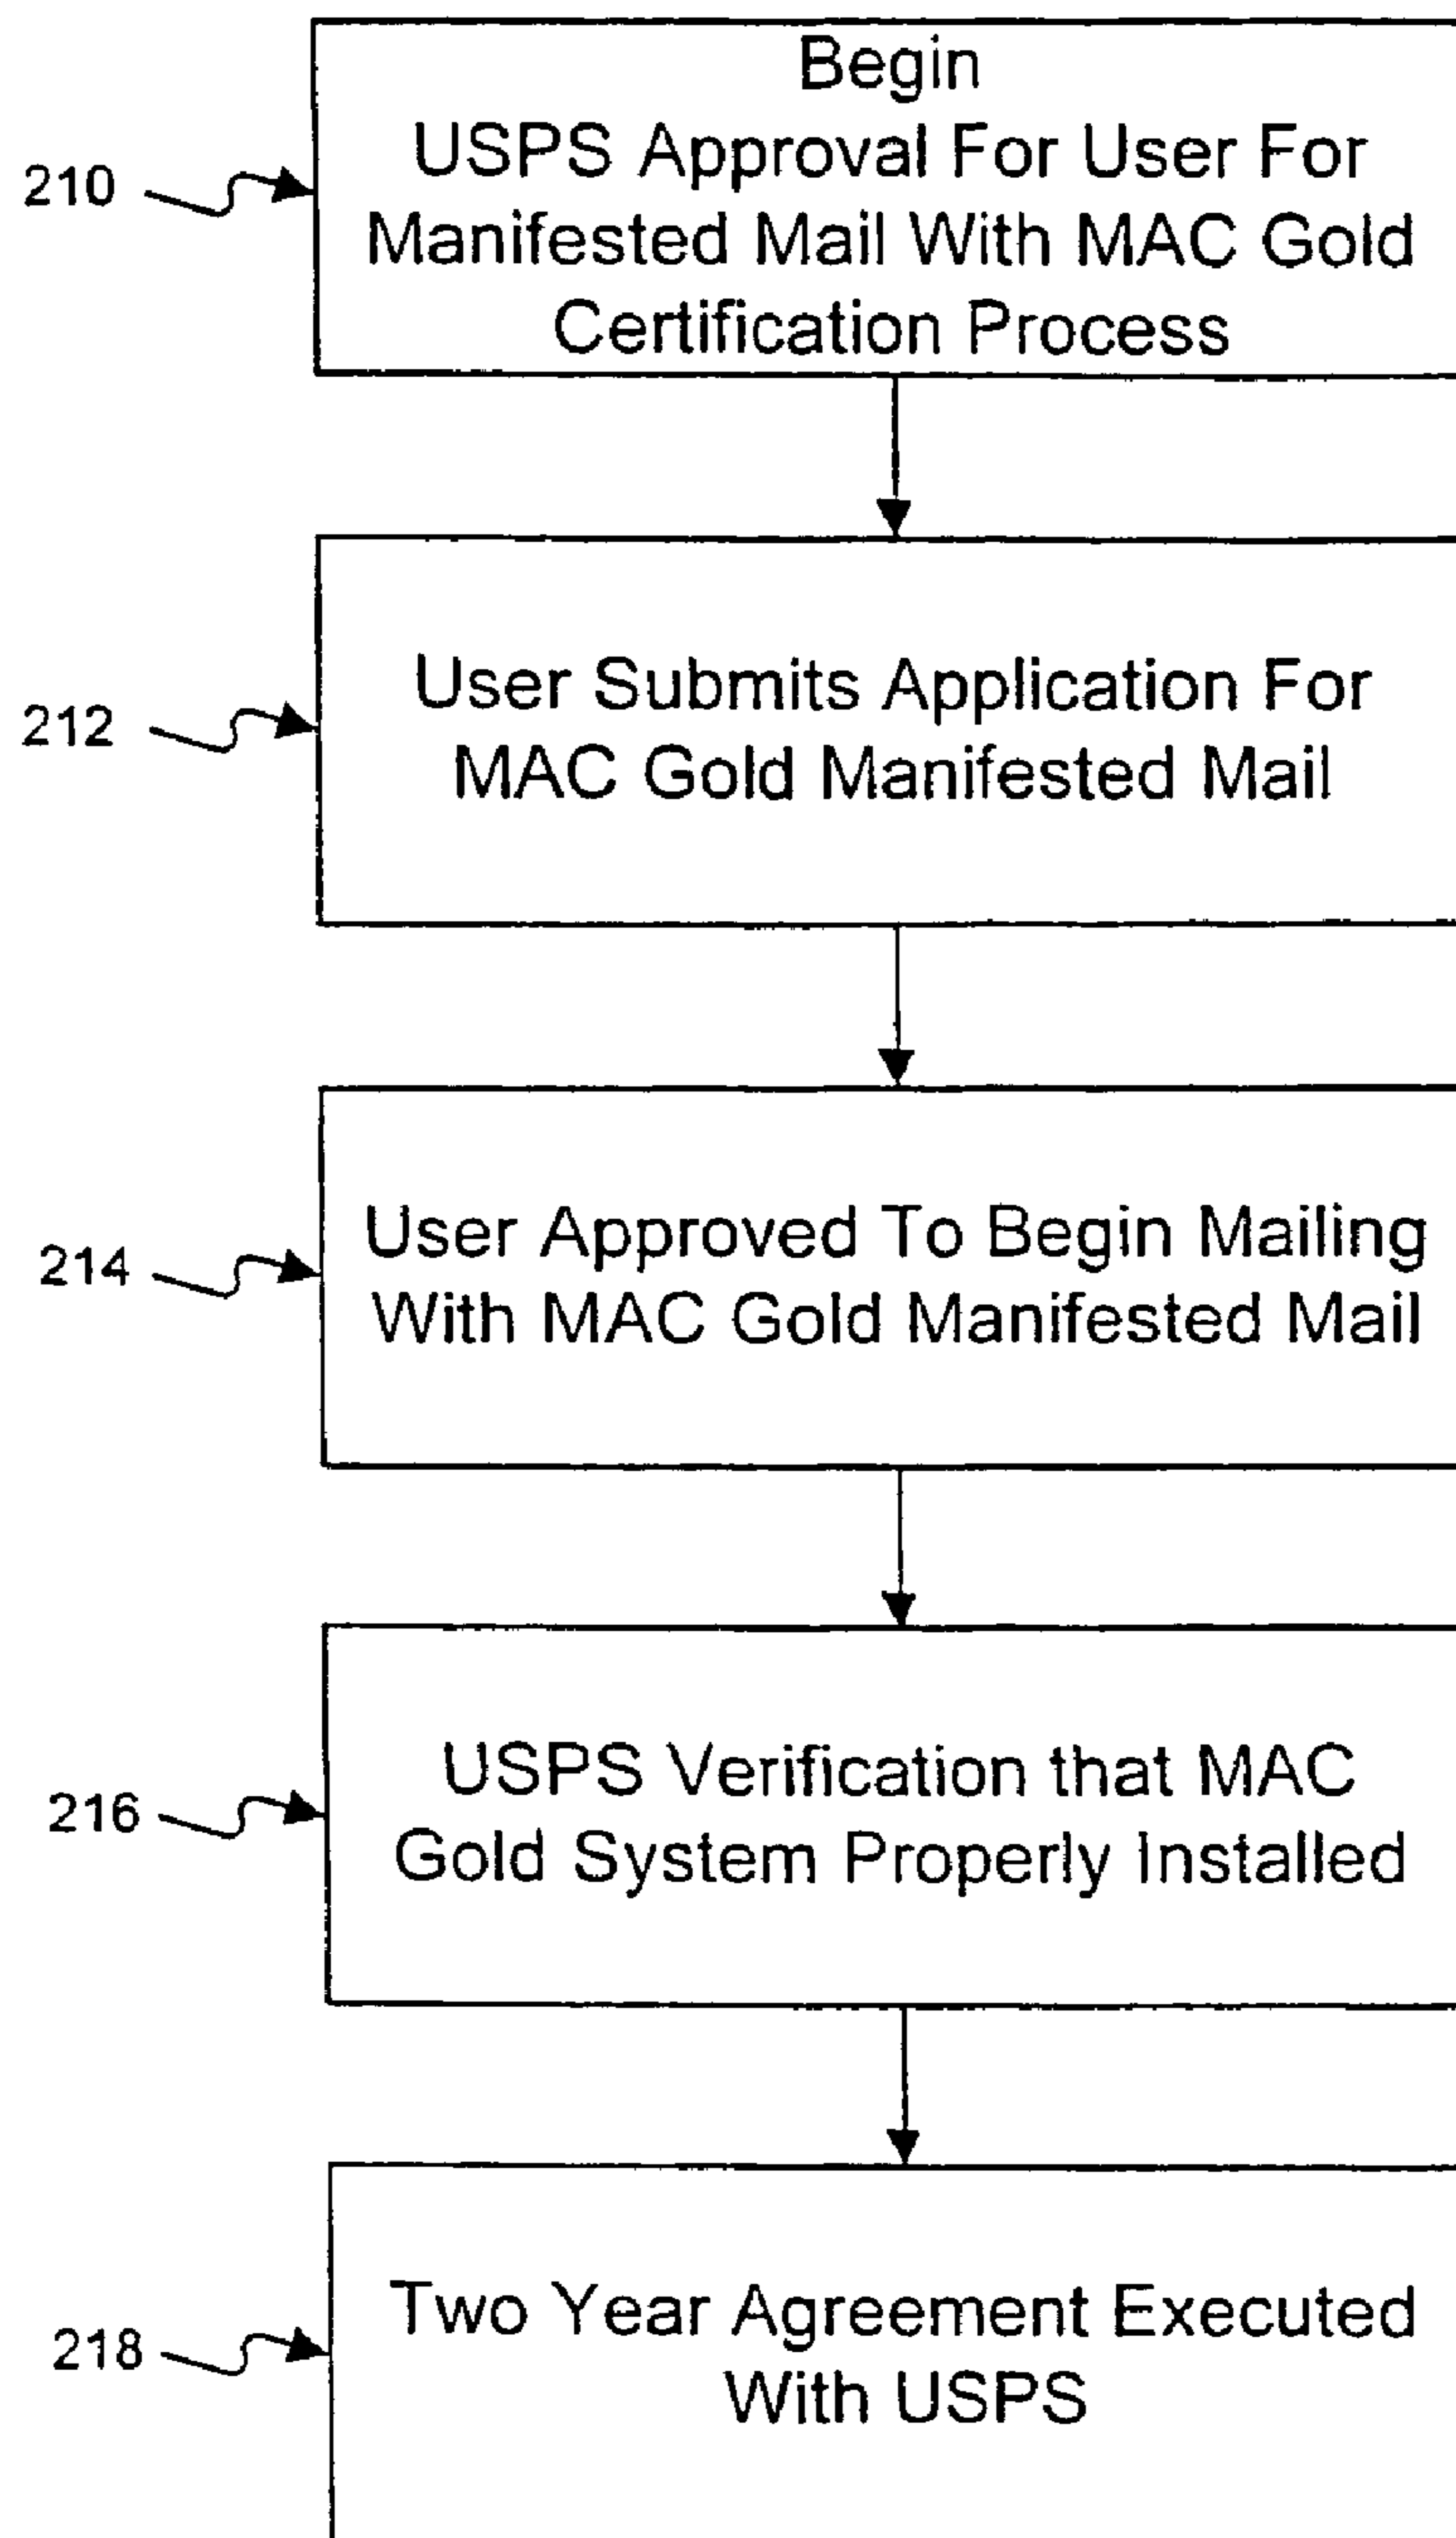 Begin
210
USPS Approval For User For
Manifested Mail With MAC Gold
Certification Process
212
User Submits Application For
MAC Gold Manifested Mail
214
User Approved To Begin Mailing
With MAC Gold Manifested Mail
216
USPS Verification that MAC
Gold System Properly Installed
218
Two Year Agreement Executed
With USPS